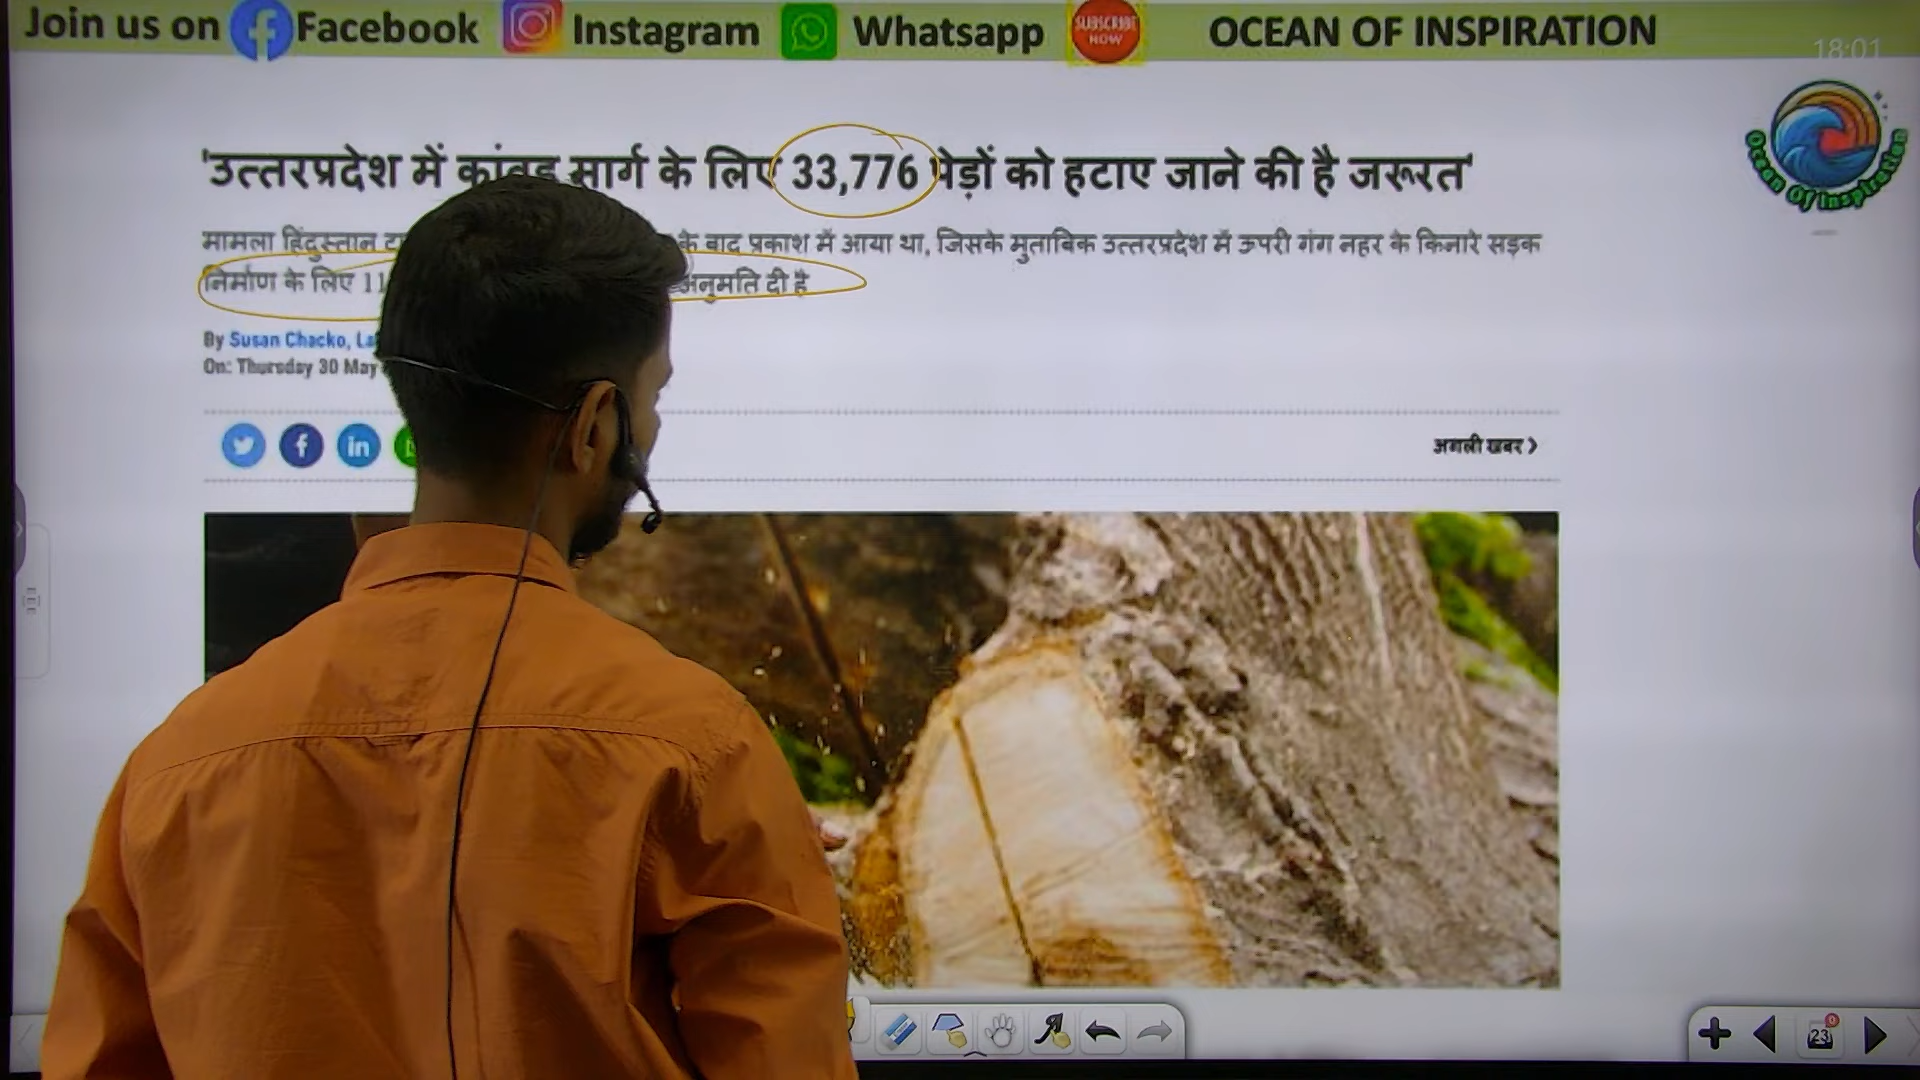 Join us on Facebook Instagram Whatsapp SUBSCRIBE NOW OCEAN OF INSPIRATION
18:01
Ocean Of Inspiration
'उत्तरप्रदेश में कांवड़ मार्ग के लिए 33,776 पेड़ों को हटाए जाने की है जरूरत'
मामला हिंदुस्तान के बाद प्रकाश में आया था, जिसके मुताबिक उत्तरप्रदेश में ऊपरी गंग नहर के किनारे सड़क
निर्माण के लिए 11 अनुमति दी है
By Susan Chacko,
On: Thursday 30 May
अगली खबर
23